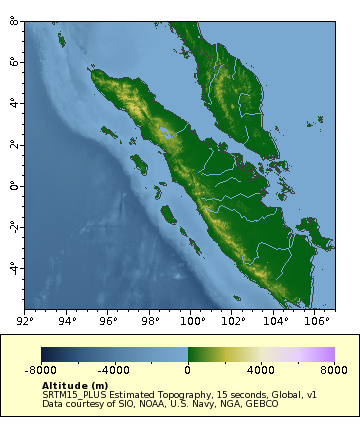 8°
6°
4°
2°
0°
-2°
-4°
92° 94° 96° 98° 100° 102° 104° 106°
-8000 -4000 0 4000 8000
Altitude (m)
SRTM15_PLUS Estimated Topography, 15 seconds, Global, v1
Data courtesy of SIO, NOAA, U.S. Navy, NGA, GEBCO